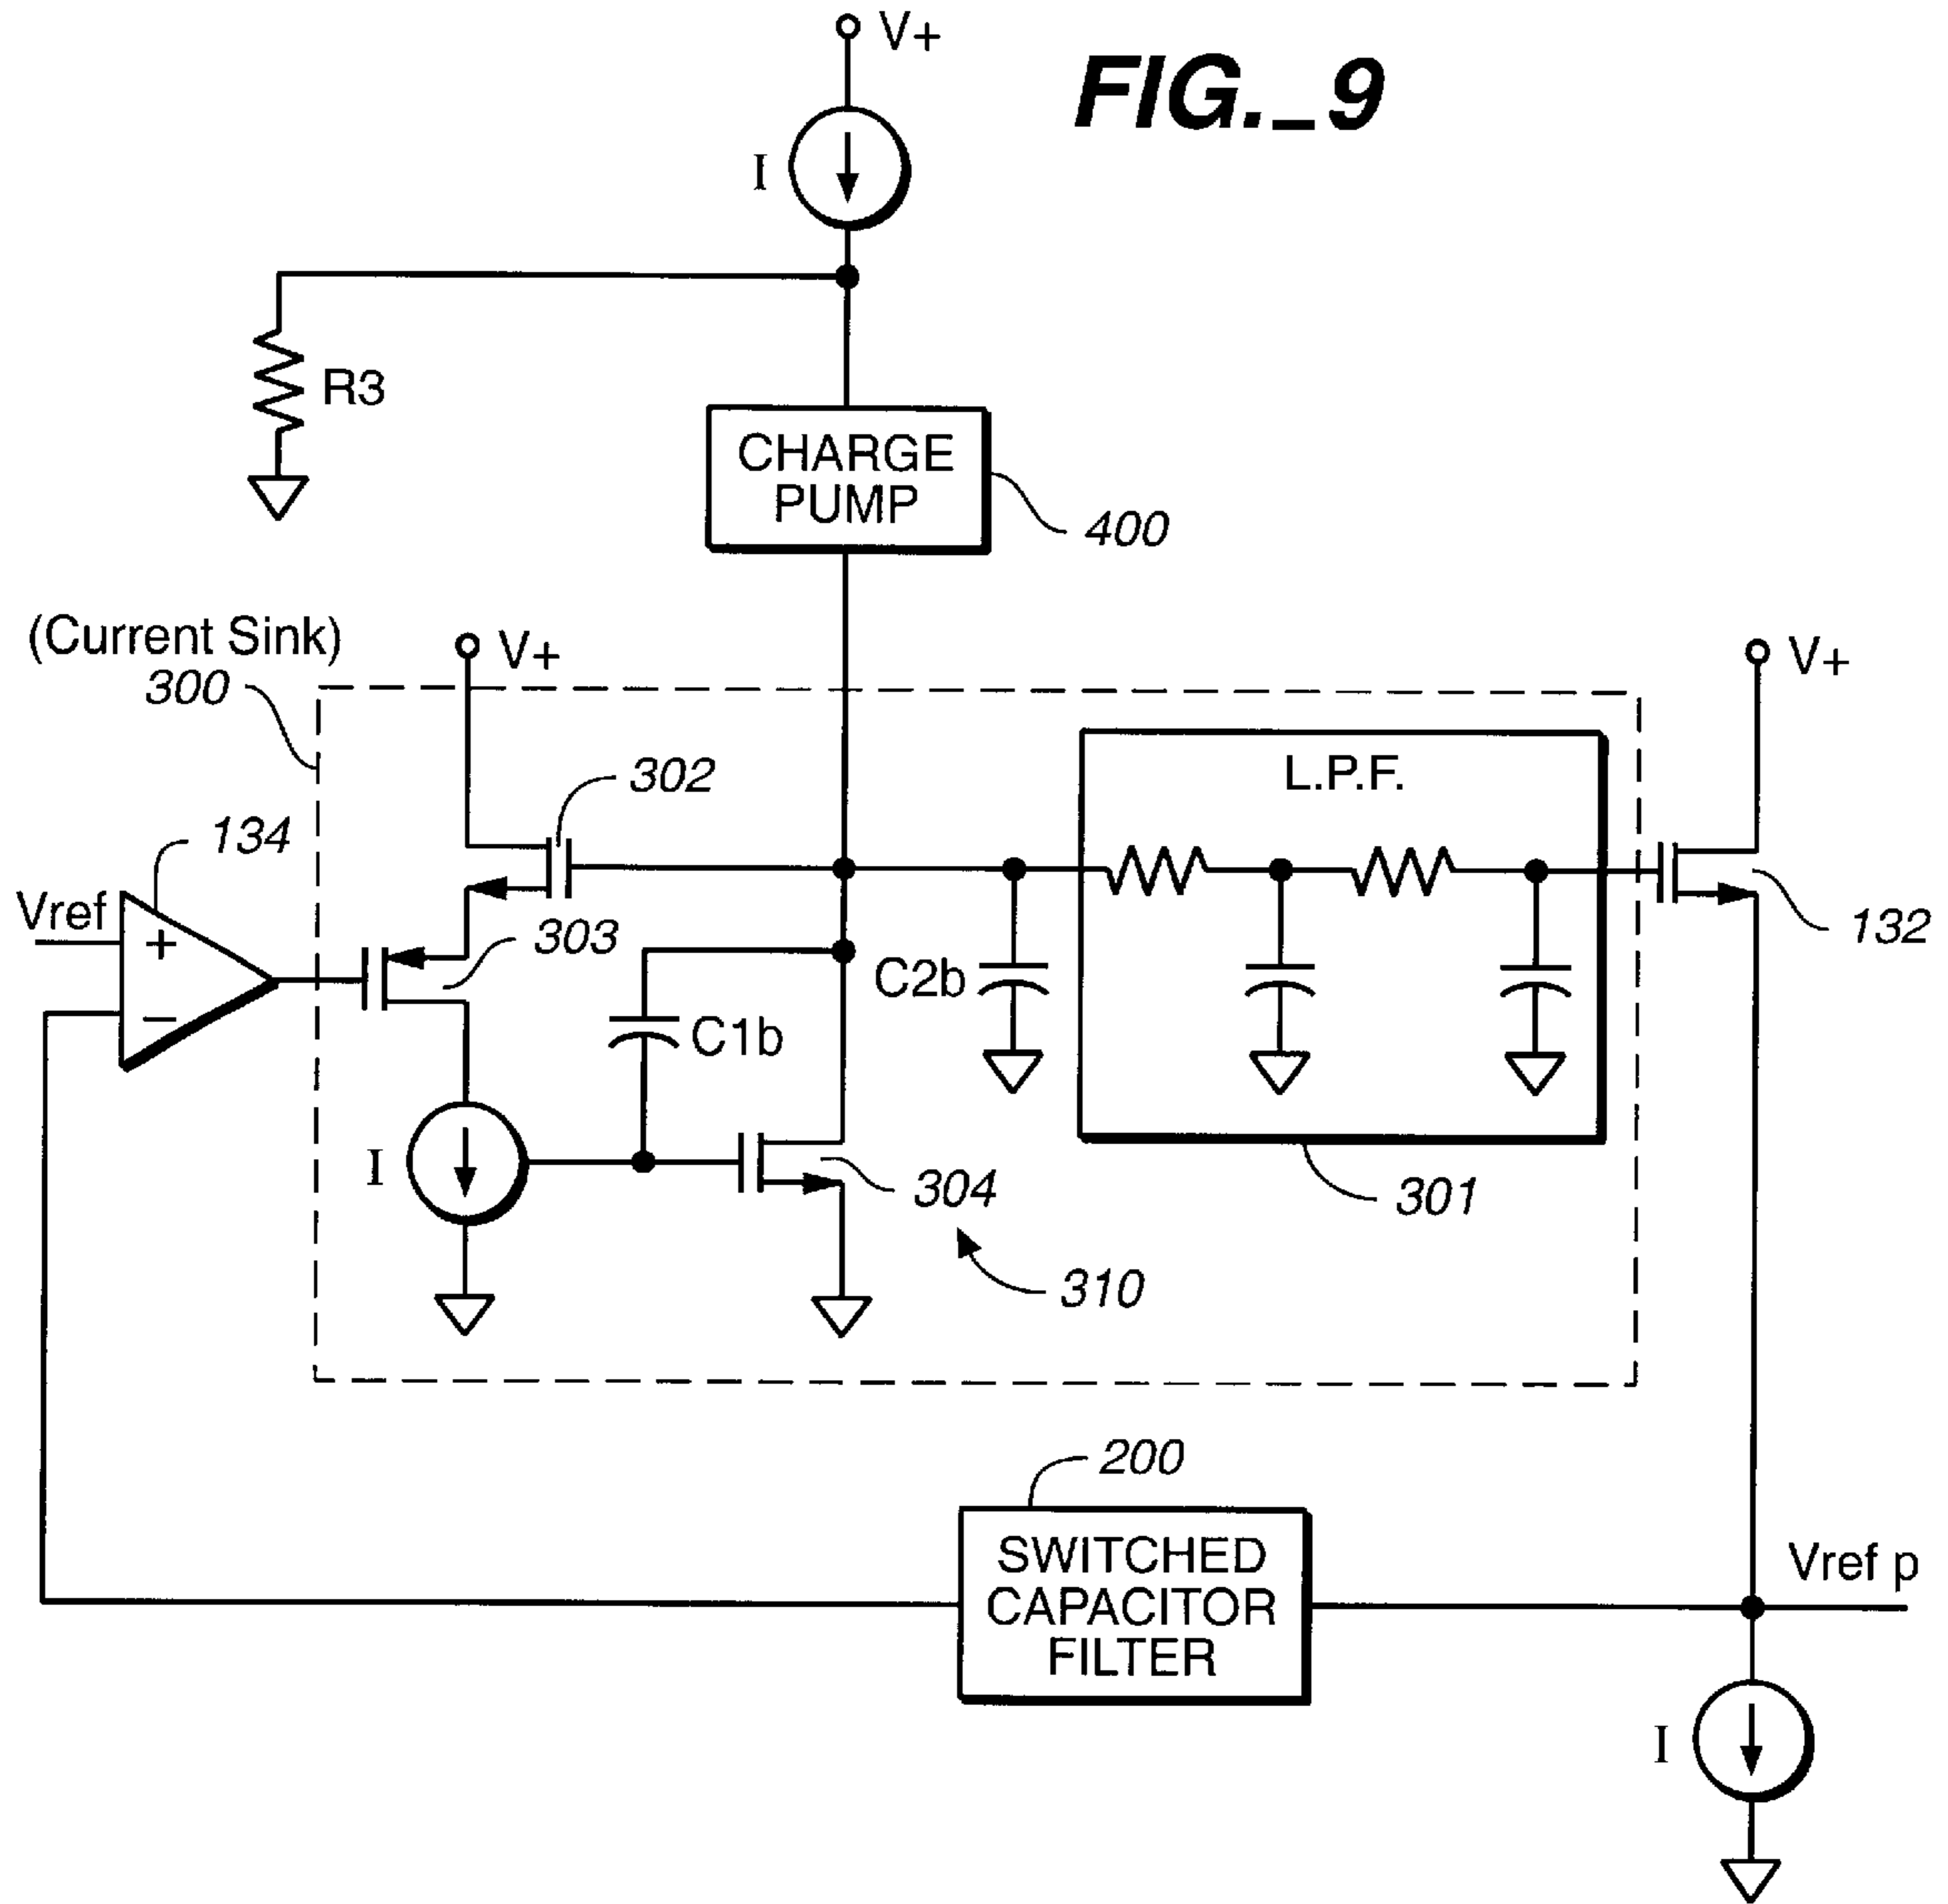 V+
FIG._9
I
R3
CHARGE
PUMP
400
(Current Sink)
300
V+
V+
302
L.P.F.
134
Vref
+
−
303
132
C2b
C1b
I
304
301
310
200
SWITCHED
CAPACITOR
FILTER
Vref p
I